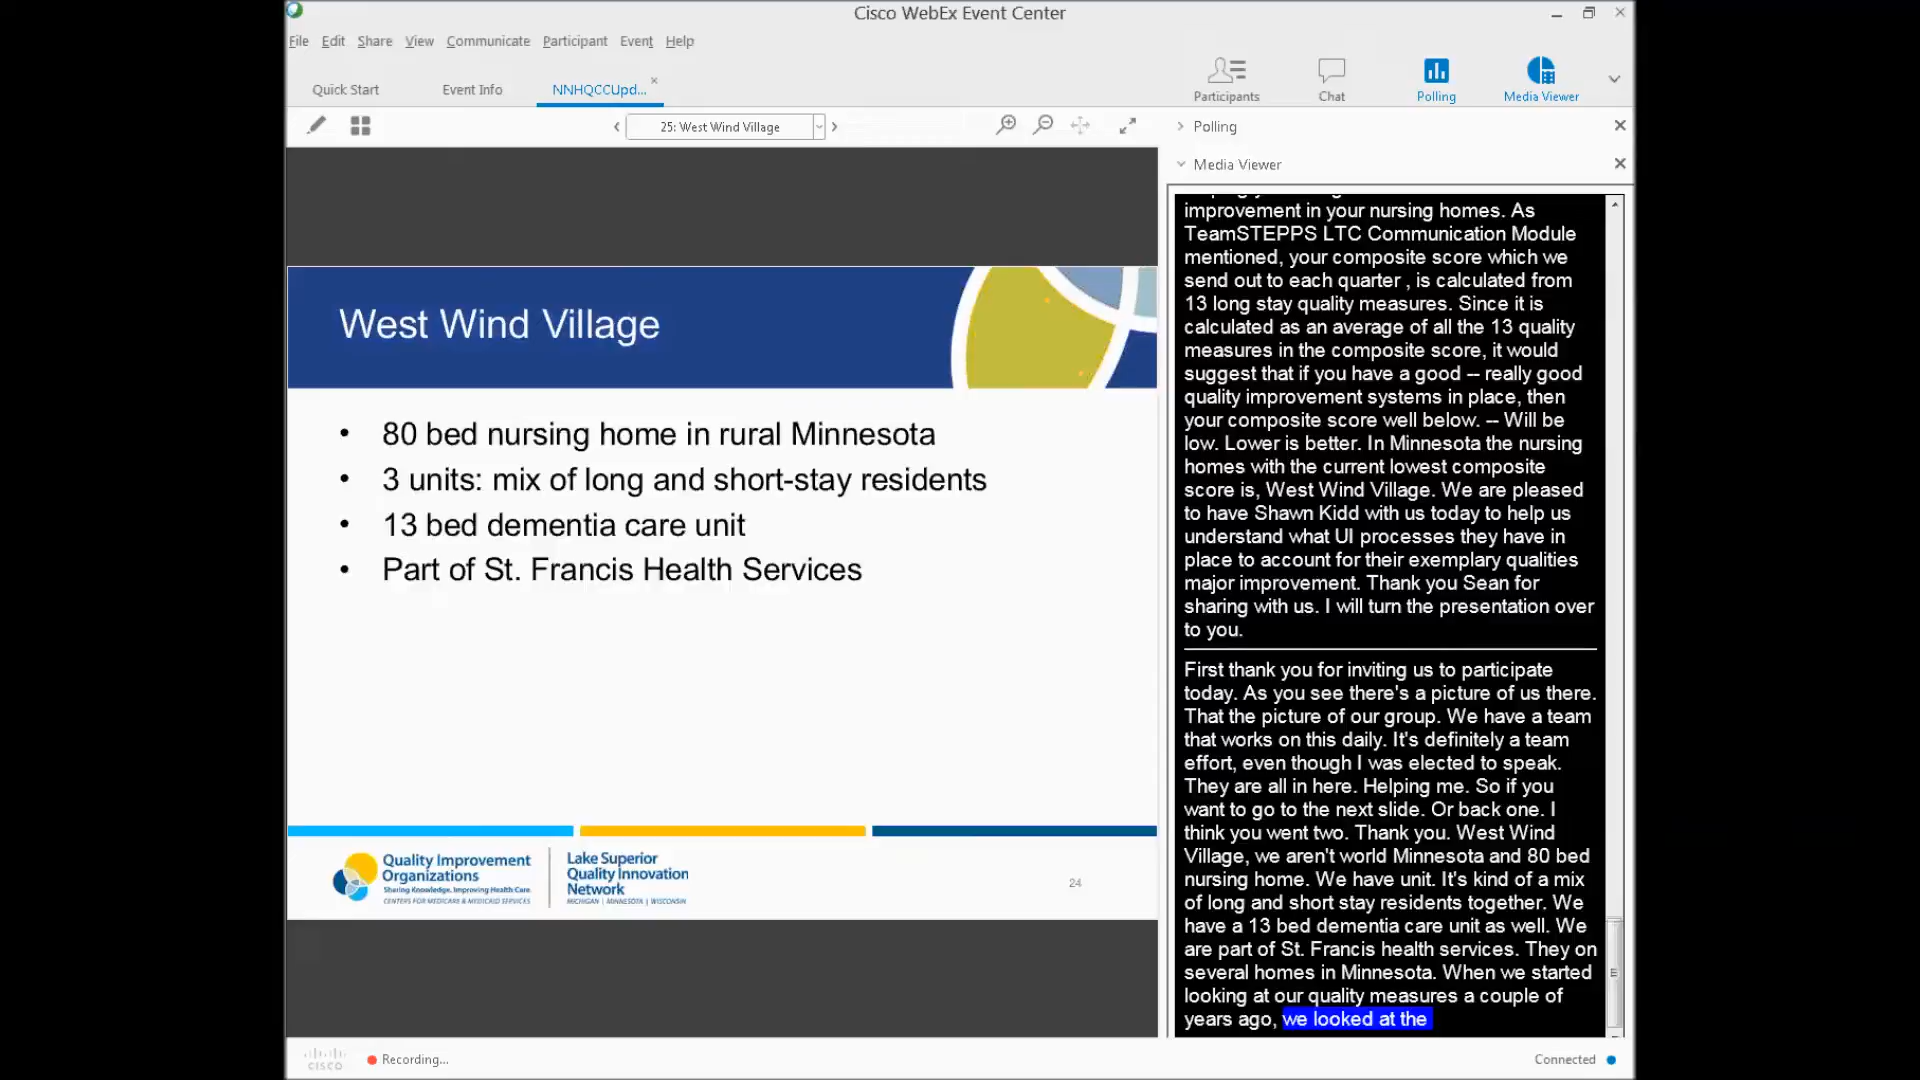 Cisco WebEx Event Center
File Edit Share View Communicate Participant Event Help
Quick Start Event Info NNHQCCUpd...
Participants Chat Polling Media Viewer
25: West Wind Village
Polling
Media Viewer
West Wind Village
• 80 bed nursing home in rural Minnesota
• 3 units: mix of long and short-stay residents
• 13 bed dementia care unit
• Part of St. Francis Health Services
Quality Improvement
Organizations
Sharing Knowledge. Improving Health Care.
CENTERS FOR MEDICARE & MEDICAID SERVICES
Lake Superior
Quality Innovation
Network
MICHIGAN | MINNESOTA | WISCONSIN
24
improvement in your nursing homes. As
TeamSTEPPS LTC Communication Module
mentioned, your composite score which we
send out to each quarter , is calculated from
13 long stay quality measures. Since it is
calculated as an average of all the 13 quality
measures in the composite score, it would
suggest that if you have a good -- really good
quality improvement systems in place, then
your composite score well below. -- Will be
low. Lower is better. In Minnesota the nursing
homes with the current lowest composite
score is, West Wind Village. We are pleased
to have Shawn Kidd with us today to help us
understand what UI processes they have in
place to account for their exemplary qualities
major improvement. Thank you Sean for
sharing with us. I will turn the presentation over
to you.
First thank you for inviting us to participate
today. As you see there's a picture of us there.
That the picture of our group. We have a team
that works on this daily. It's definitely a team
effort, even though I was elected to speak.
They are all in here. Helping me. So if you
want to go to the next slide. Or back one. I
think you went two. Thank you. West Wind
Village, we aren't world Minnesota and 80 bed
nursing home. We have unit. It's kind of a mix
of long and short stay residents together. We
have a 13 bed dementia care unit as well. We
are part of St. Francis health services. They on
several homes in Minnesota. When we started
looking at our quality measures a couple of
years ago, we looked at the
cisco
Recording...
Connected